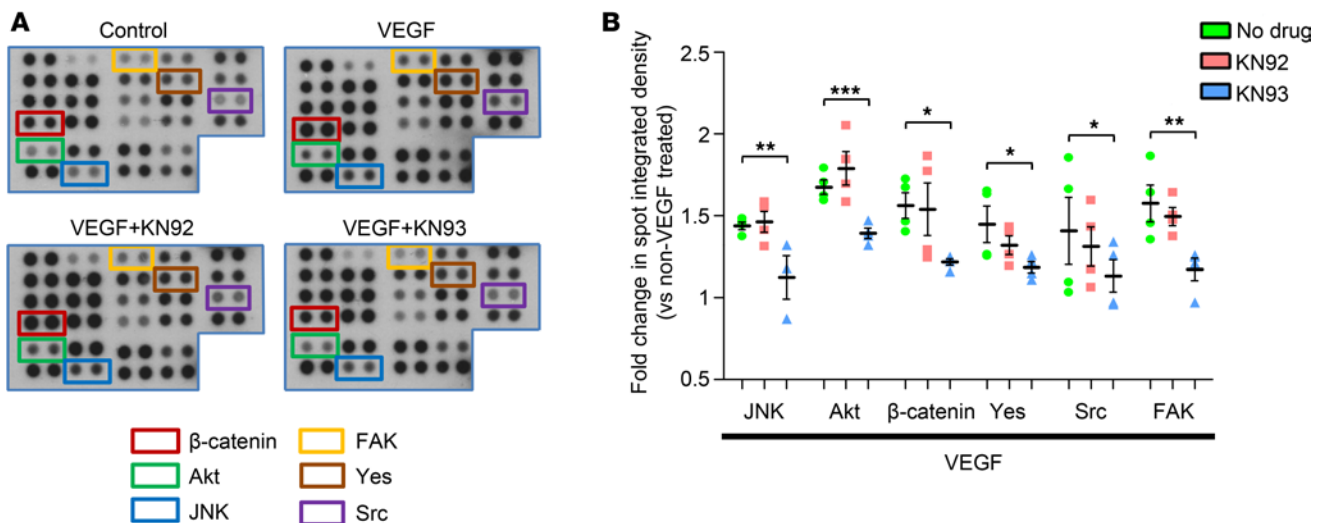 A
Control
VEGF
VEGF+KN92
VEGF+KN93
β-catenin
FAK
Akt
Yes
JNK
Src
B
No drug
KN92
KN93
Fold change in spot integrated density
(vs non-VEGF treated)
2.5
2
1.5
1
0.5
**
***
*
*
*
**
JNK
Akt
β-catenin
Yes
Src
FAK
VEGF